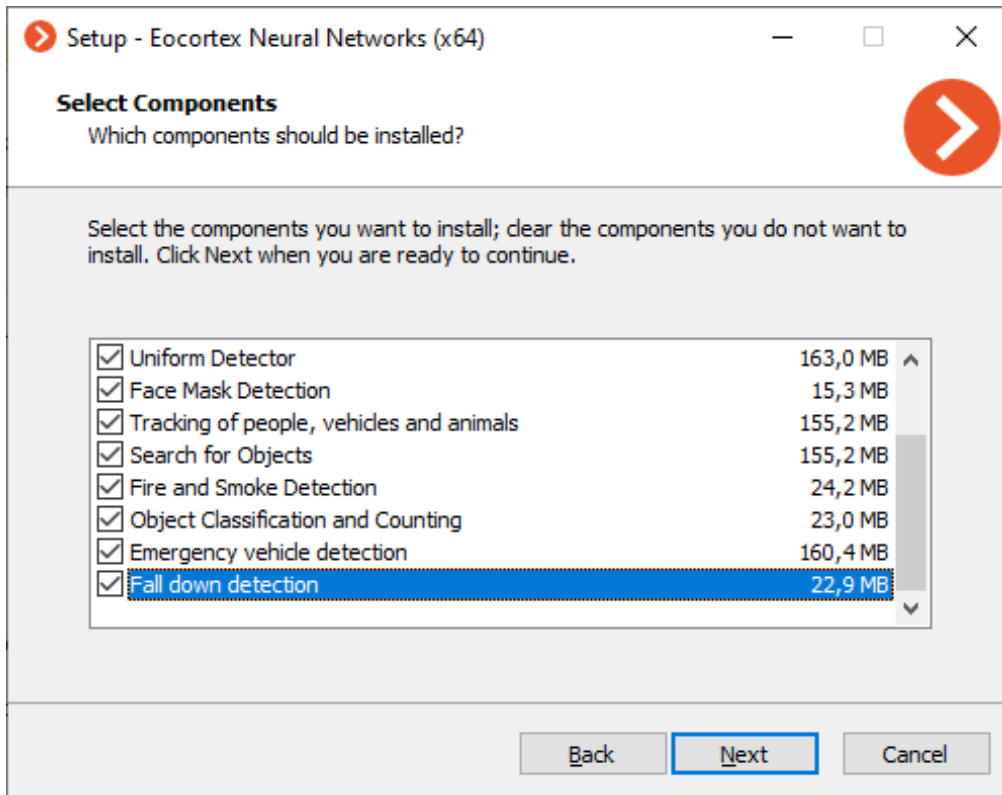 Setup - Eocortex Neural Networks (x64)
Select Components
Which components should be installed?
Select the components you want to install; clear the components you do not want to
install. Click Next when you are ready to continue.
Uniform Detector 163,0 MB
Face Mask Detection 15,3 MB
Tracking of people, vehicles and animals 155,2 MB
Search for Objects 155,2 MB
Fire and Smoke Detection 24,2 MB
Object Classification and Counting 23,0 MB
Emergency vehicle detection 160,4 MB
Fall down detection 22,9 MB
Back Next Cancel